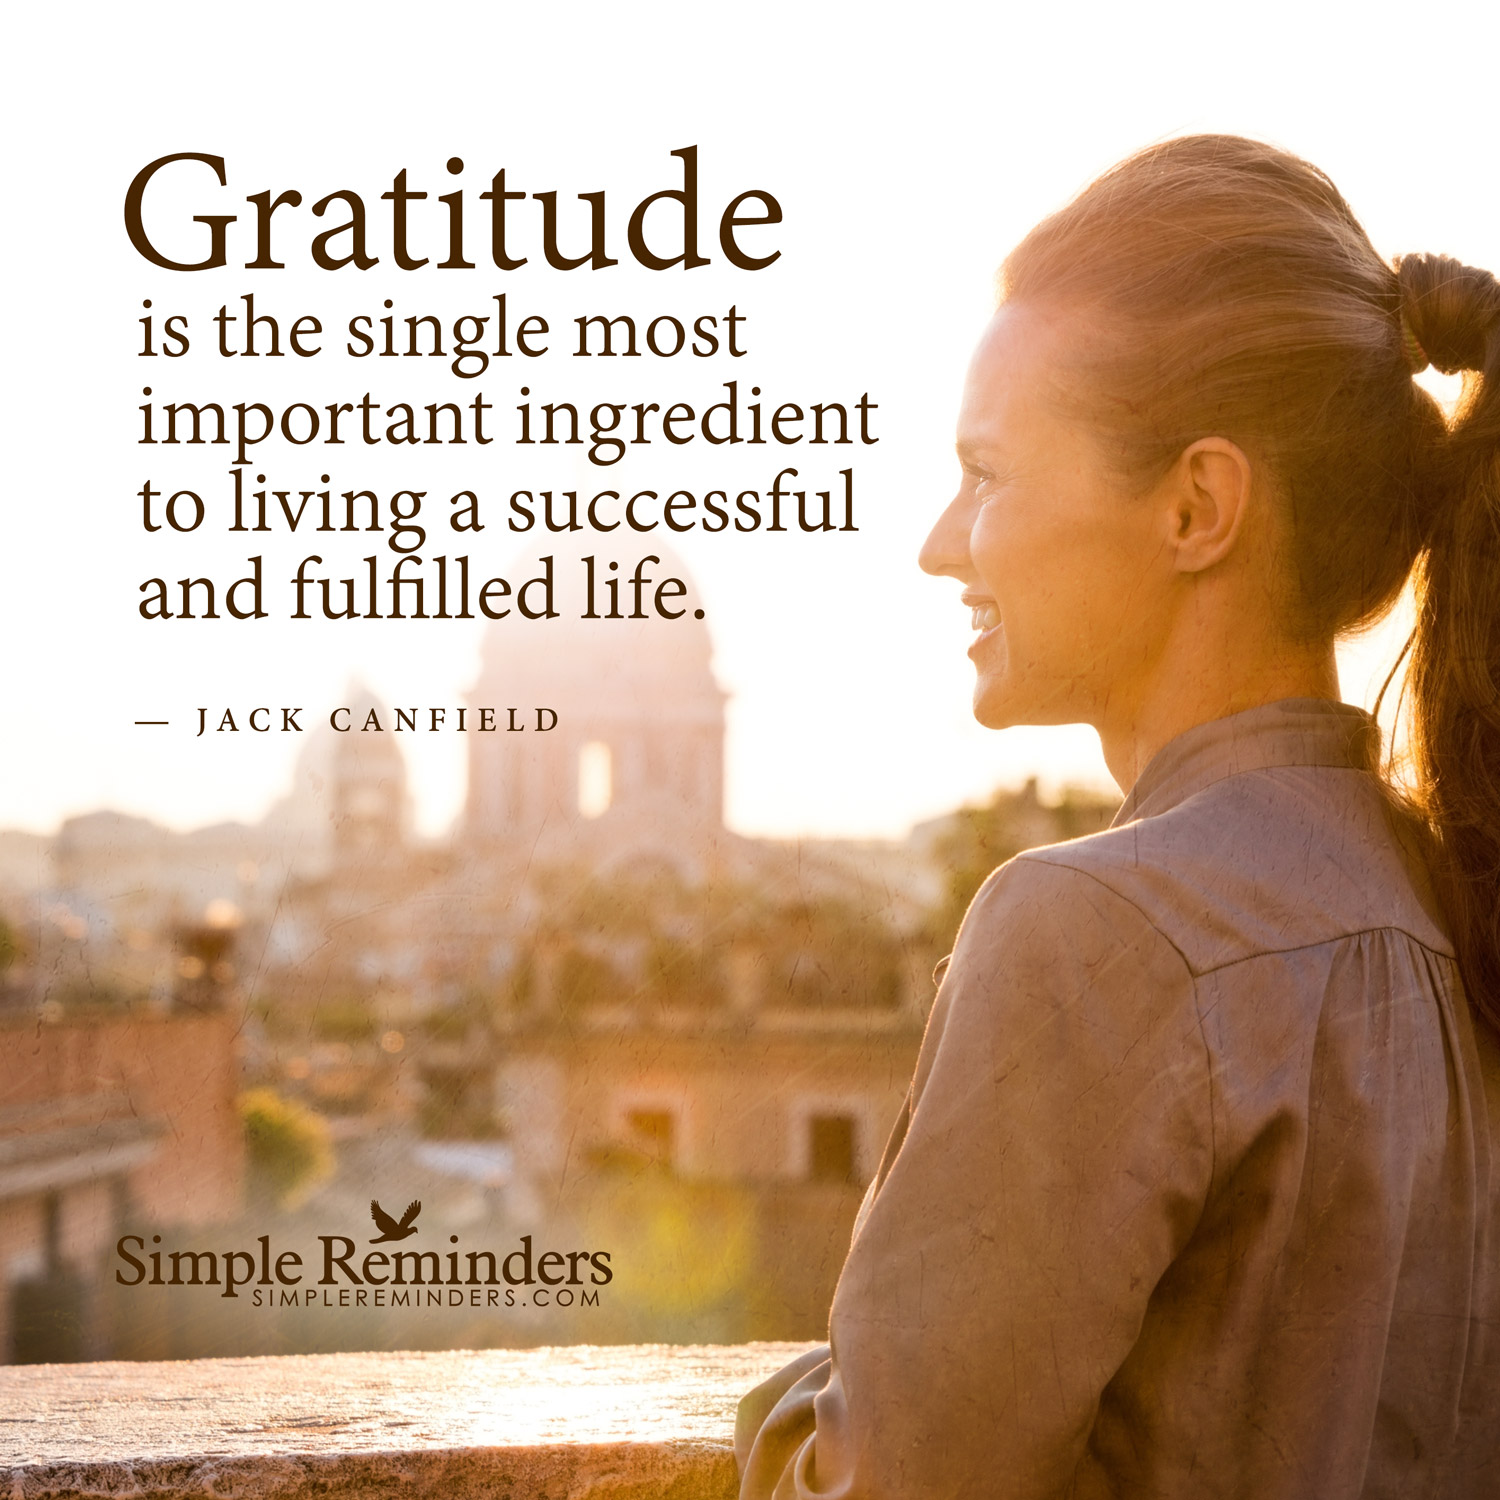 Gratitude
is the single most
important ingredient
to living a successful
and fulfilled life.
— JACK CANFIELD
Simple Reminders
SIMPLEREMINDERS.COM